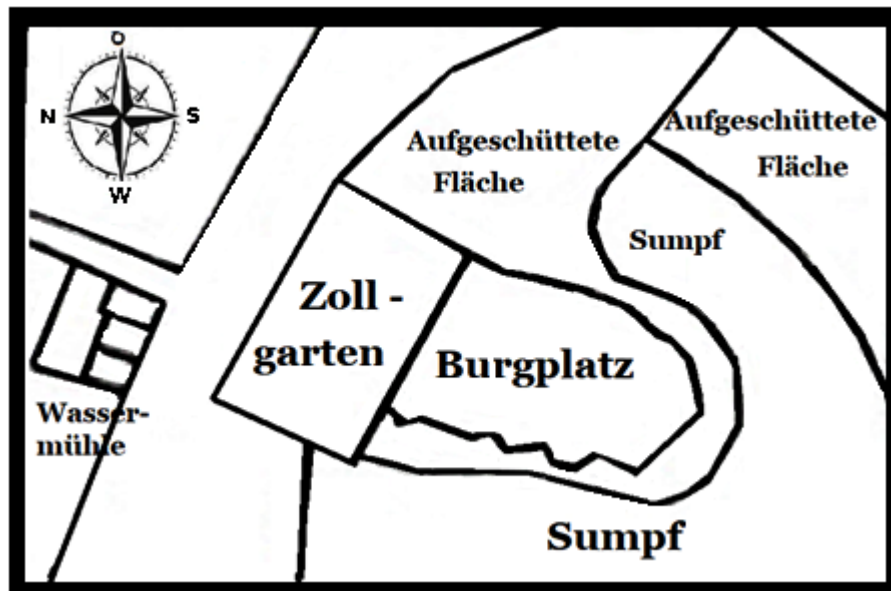 O
N
S
W
Aufgeschüttete
Fläche
Aufgeschüttete
Fläche
Sumpf
Zoll -
garten
Burgplatz
Wasser-
mühle
Sumpf